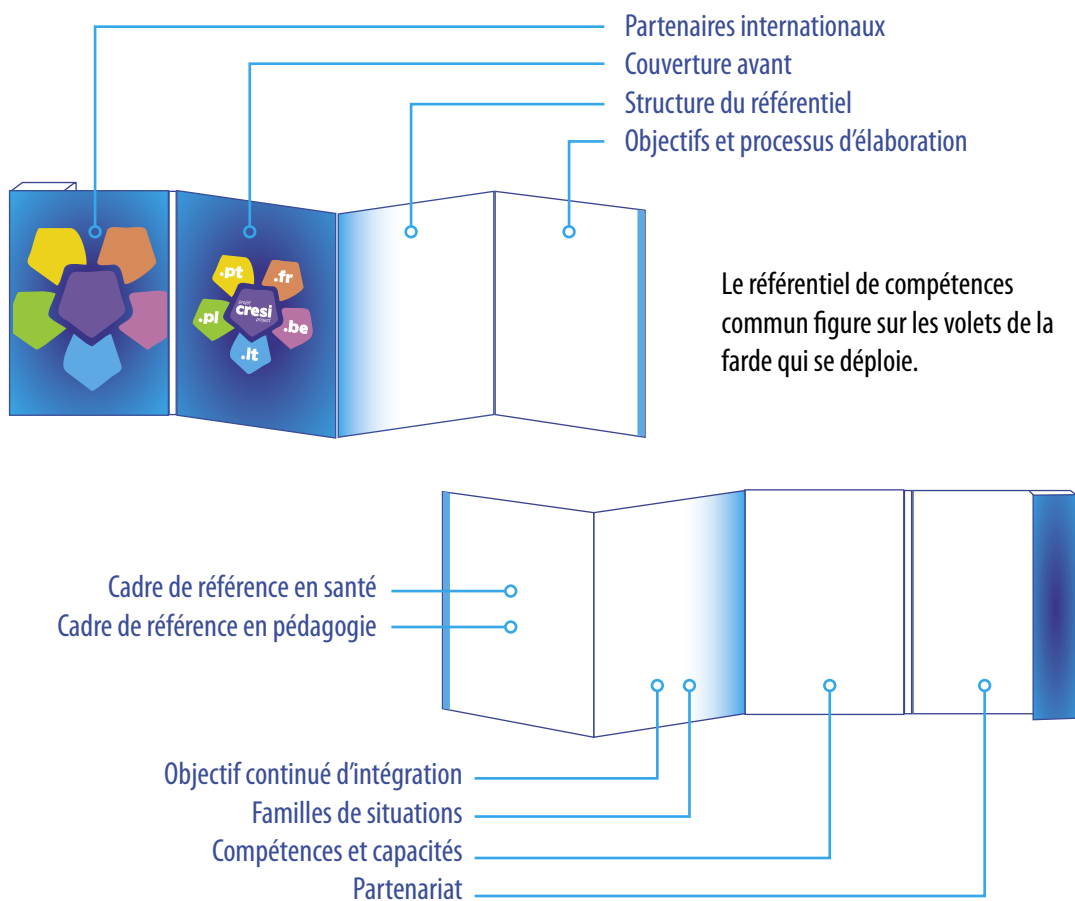 Partenaires internationaux
Couverture avant
Structure du référentiel
Objectifs et processus d’élaboration
.pt
.fr
projet
cresi
project
.pl
.be
.lt
Le référentiel de compétences
commun figure sur les volets de la
farde qui se déploie.
Cadre de référence en santé
Cadre de référence en pédagogie
Objectif continué d’intégration
Familles de situations
Compétences et capacités
Partenariat